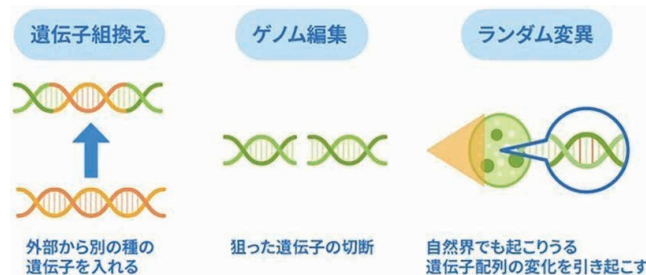 遺伝子組換え
ゲノム編集
ランダム変異
外部から別の種の
遺伝子を入れる
狙った遺伝子の切断
自然界でも起こりうる
遺伝子配列の変化を引き起こす